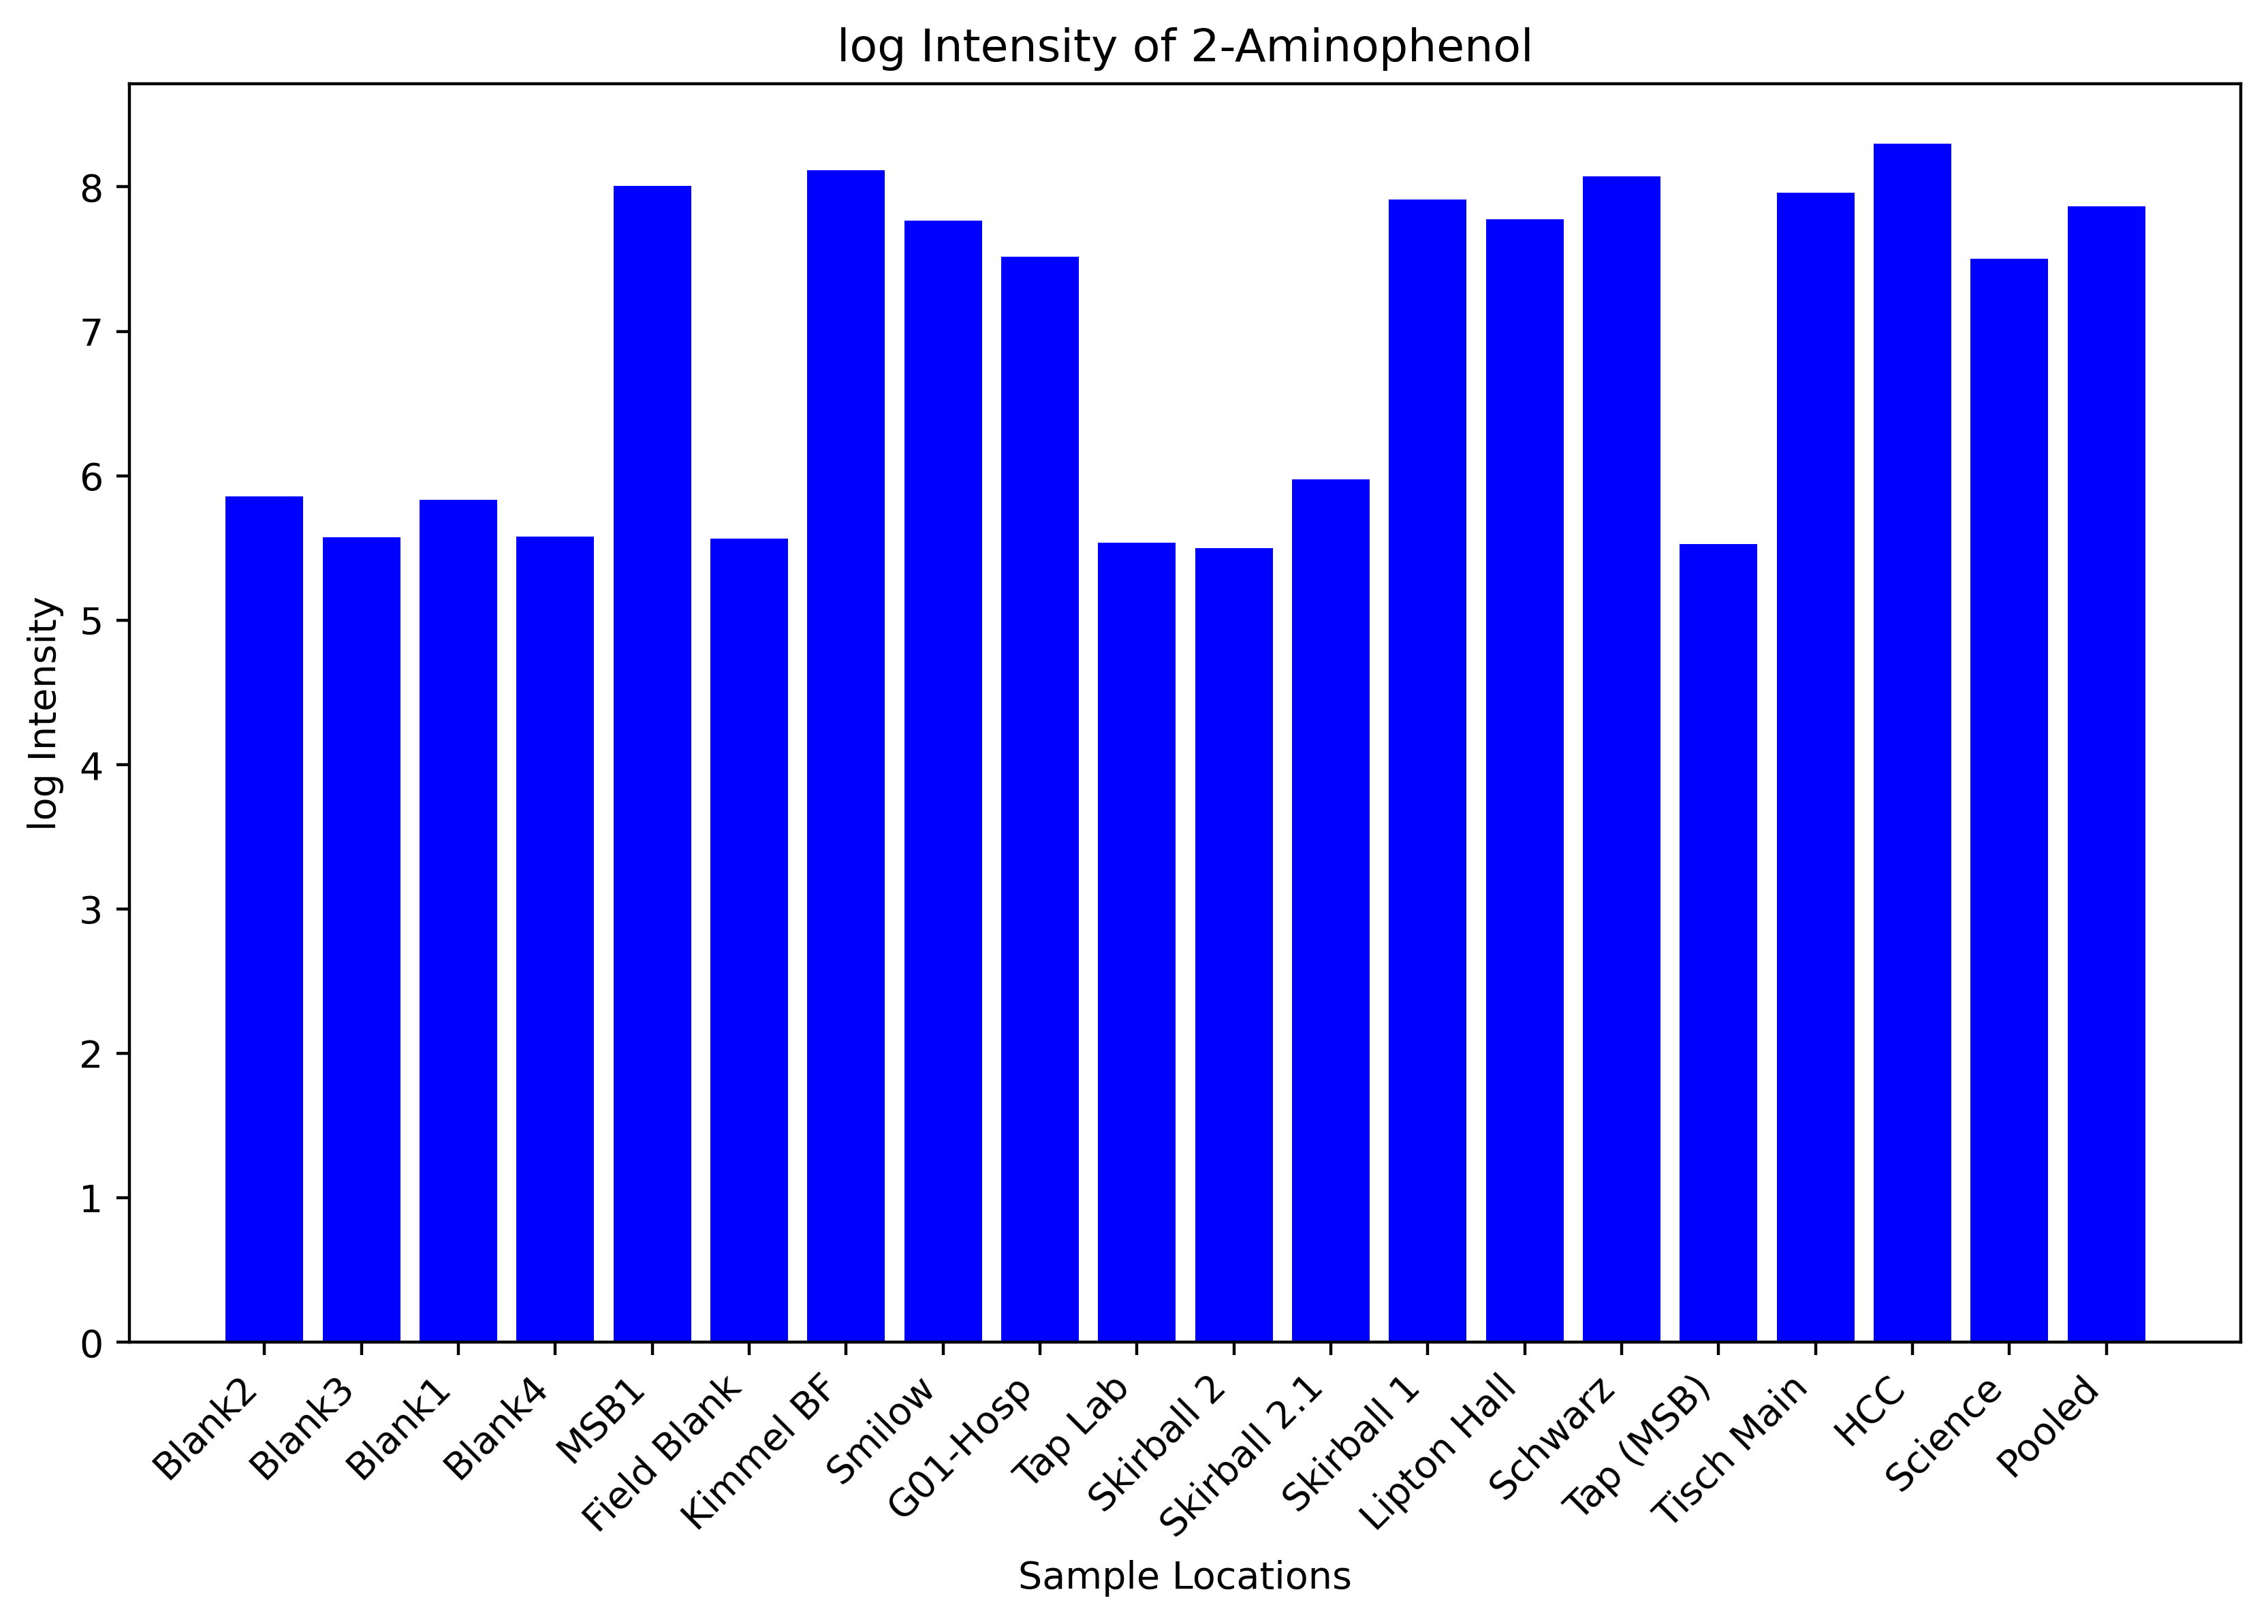 log Intensity of 2-Aminophenol
log Intensity
8
7
6
5
4
3
2
1
0
Blank2
Blank3
Blank1
Blank4
MSB1
Field Blank
Kimmel BF
Smilow
G01-Hosp
Tap Lab
Skirball 2
Skirball 2.1
Skirball 1
Lipton Hall
Schwarz
Tap (MSB)
Tisch Main
HCC
Science
Pooled
Sample Locations